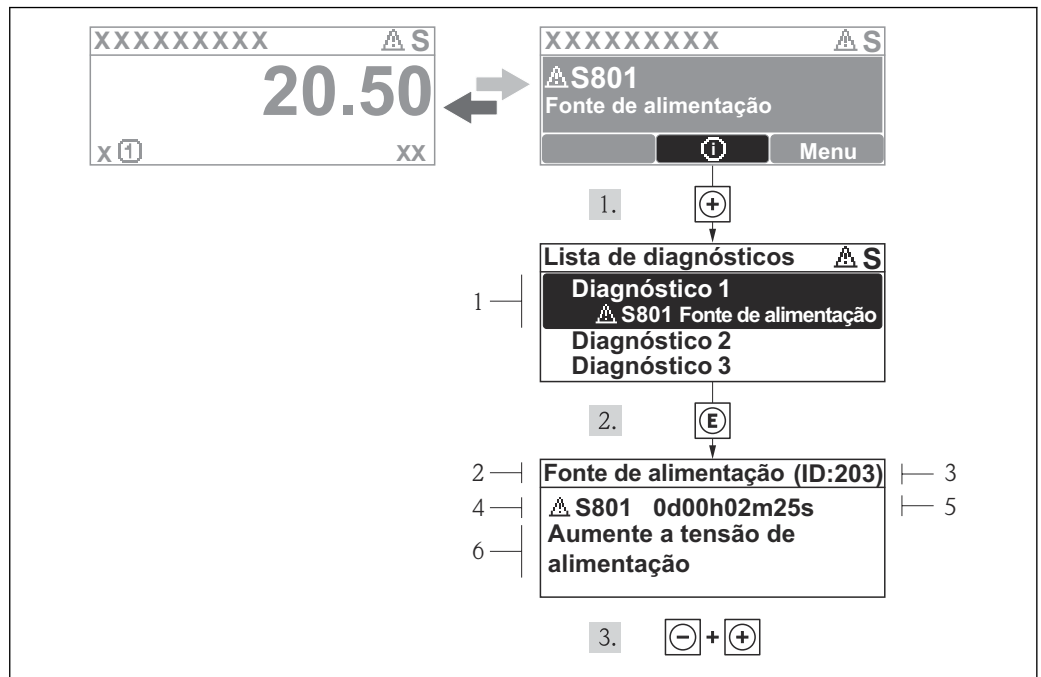 XXXXXXXXX ⚠ S
20.50
x ① xx
XXXXXXXXX ⚠ S
⚠ S801
Fonte de alimentação
ⓘ Menu
1. +
Lista de diagnósticos ⚠ S
1
Diagnóstico 1
⚠ S801 Fonte de alimentação
Diagnóstico 2
Diagnóstico 3
2. E
2 Fonte de alimentação (ID:203) 3
4 ⚠ S801 0d00h02m25s 5
6
Aumente a tensão de
alimentação
3. - + +